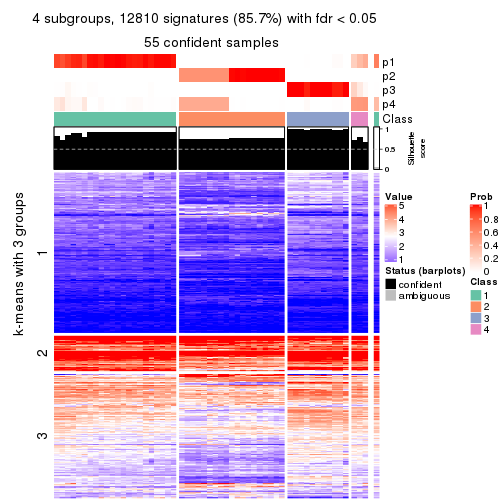 4 subgroups, 12810 signatures (85.7%) with fdr < 0.05
55 confident samples
p1
p2
p3
p4
Class
1
0.5
0
Silhouette
score
k-means with 3 groups
1
2
3
Value
5
4
3
2
1
Status (barplots)
confident
ambiguous
Prob
1
0.8
0.6
0.4
0.2
0
Class
1
2
3
4